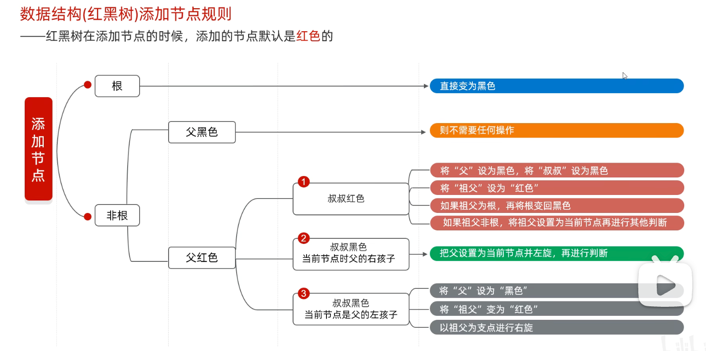 数据结构(红黑树)添加节点规则
——红黑树在添加节点的时候，添加的节点默认是红色的
添加节点
根
直接变为黑色
非根
父黑色
则不需要任何操作
父红色
1
叔叔红色
将“父”设为黑色，将“叔叔”设为黑色
将“祖父”设为“红色”
如果祖父为根，再将根变回黑色
如果祖父非根，将祖父设置为当前节点再进行其他判断
2
叔叔黑色
当前节点时父的右孩子
把父设置为当前节点并左旋，再进行判断
3
叔叔黑色
当前节点是父的左孩子
将“父”设为“黑色”
将“祖父”变为“红色”
以祖父为支点进行右旋